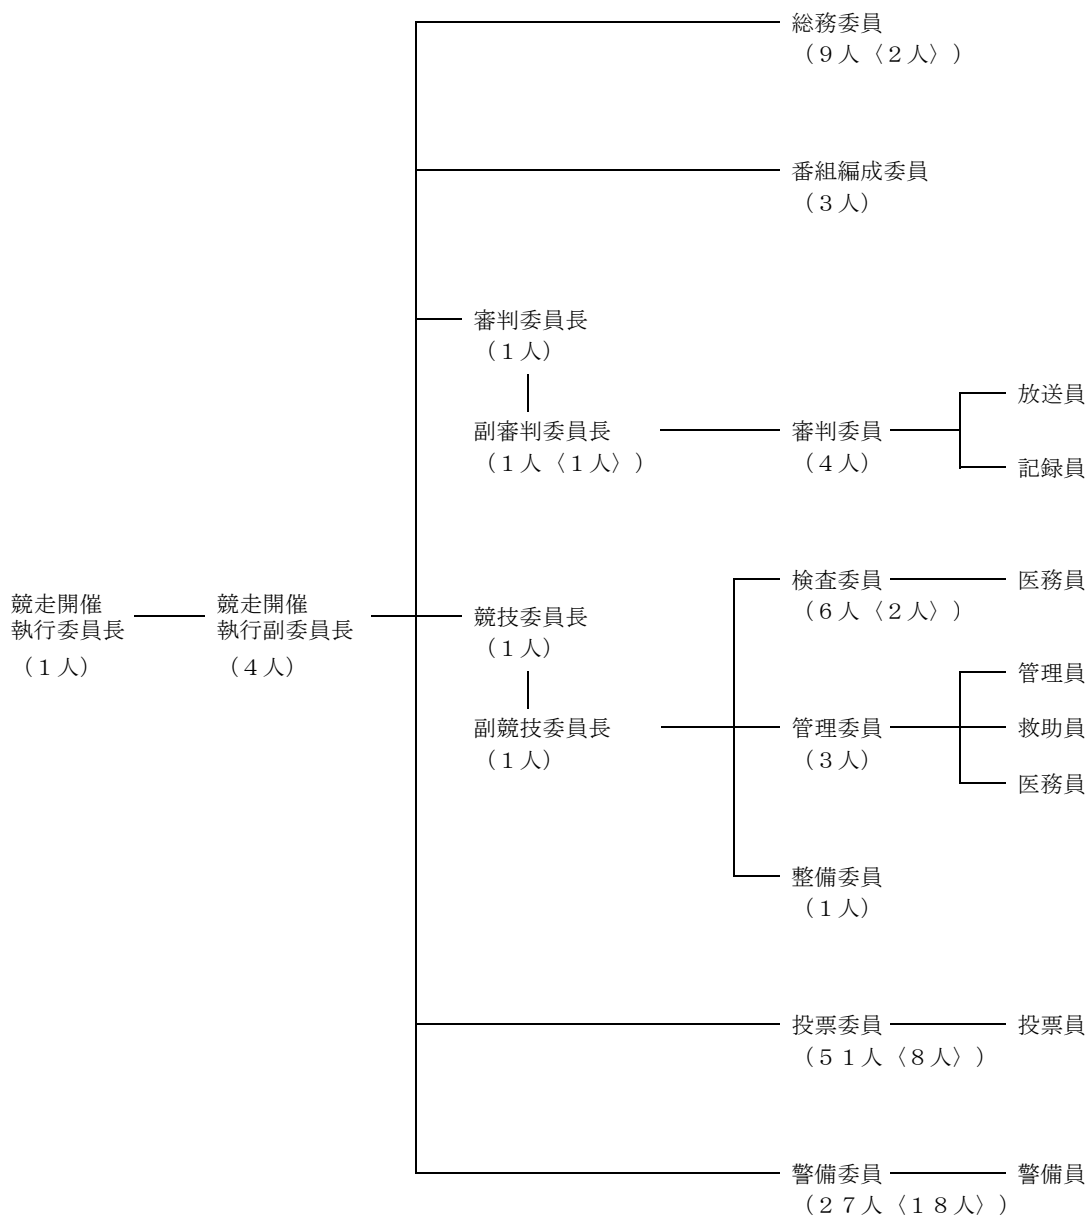 総務委員
（９人〈２人〉）
番組編成委員
（３人）
審判委員長
（１人）
副審判委員長
（１人〈１人〉）
審判委員
（４人）
放送員
記録員
競走開催
執行委員長
（１人）
競走開催
執行副委員長
（４人）
競技委員長
（１人）
副競技委員長
（１人）
検査委員
（６人〈２人〉）
医務員
管理委員
（３人）
管理員
救助員
医務員
整備委員
（１人）
投票委員
（５１人〈８人〉）
投票員
警備委員
（２７人〈１８人〉）
警備員